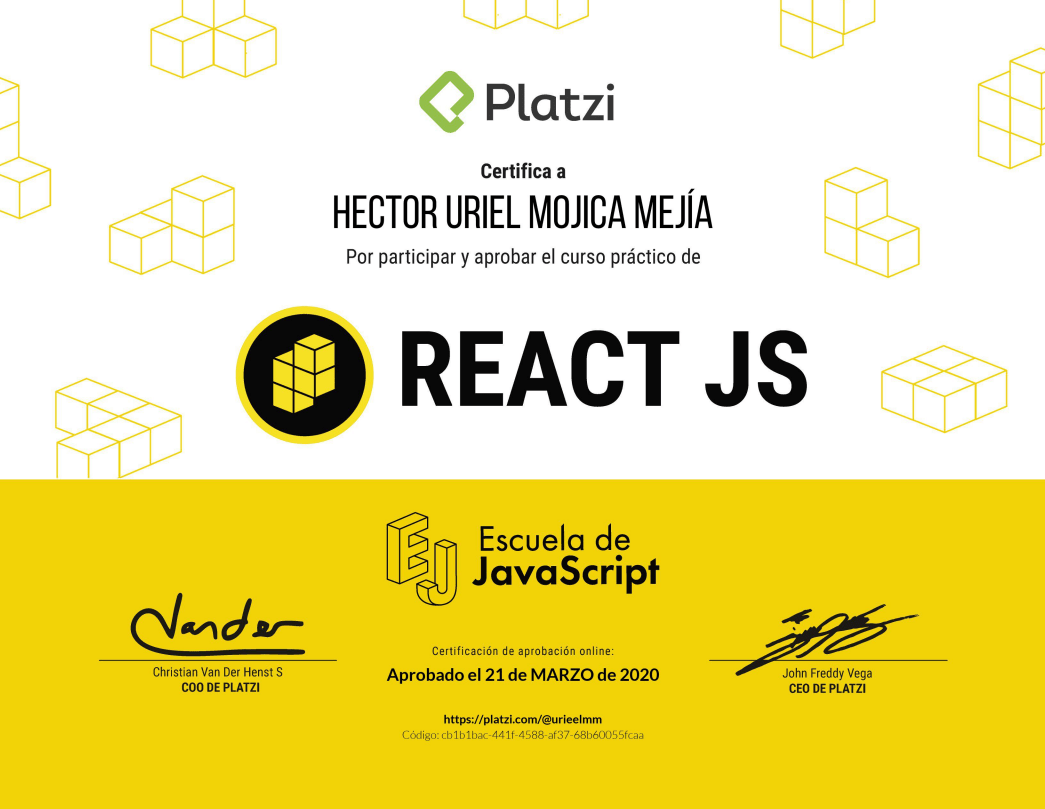 Platzi
Certifica a
HECTOR URIEL MOJICA MEJÍA
Por participar y aprobar el curso práctico de
REACT JS
EJ
Escuela de
JavaScript
Vander
Christian Van Der Henst S
COO DE PLATZI
Certificación de aprobación online:
Aprobado el 21 de MARZO de 2020
John Freddy Vega
CEO DE PLATZI
https://platzi.com/@urieelmm
Código: cb1b1bac-441f-4588-af37-68b60055fcaa